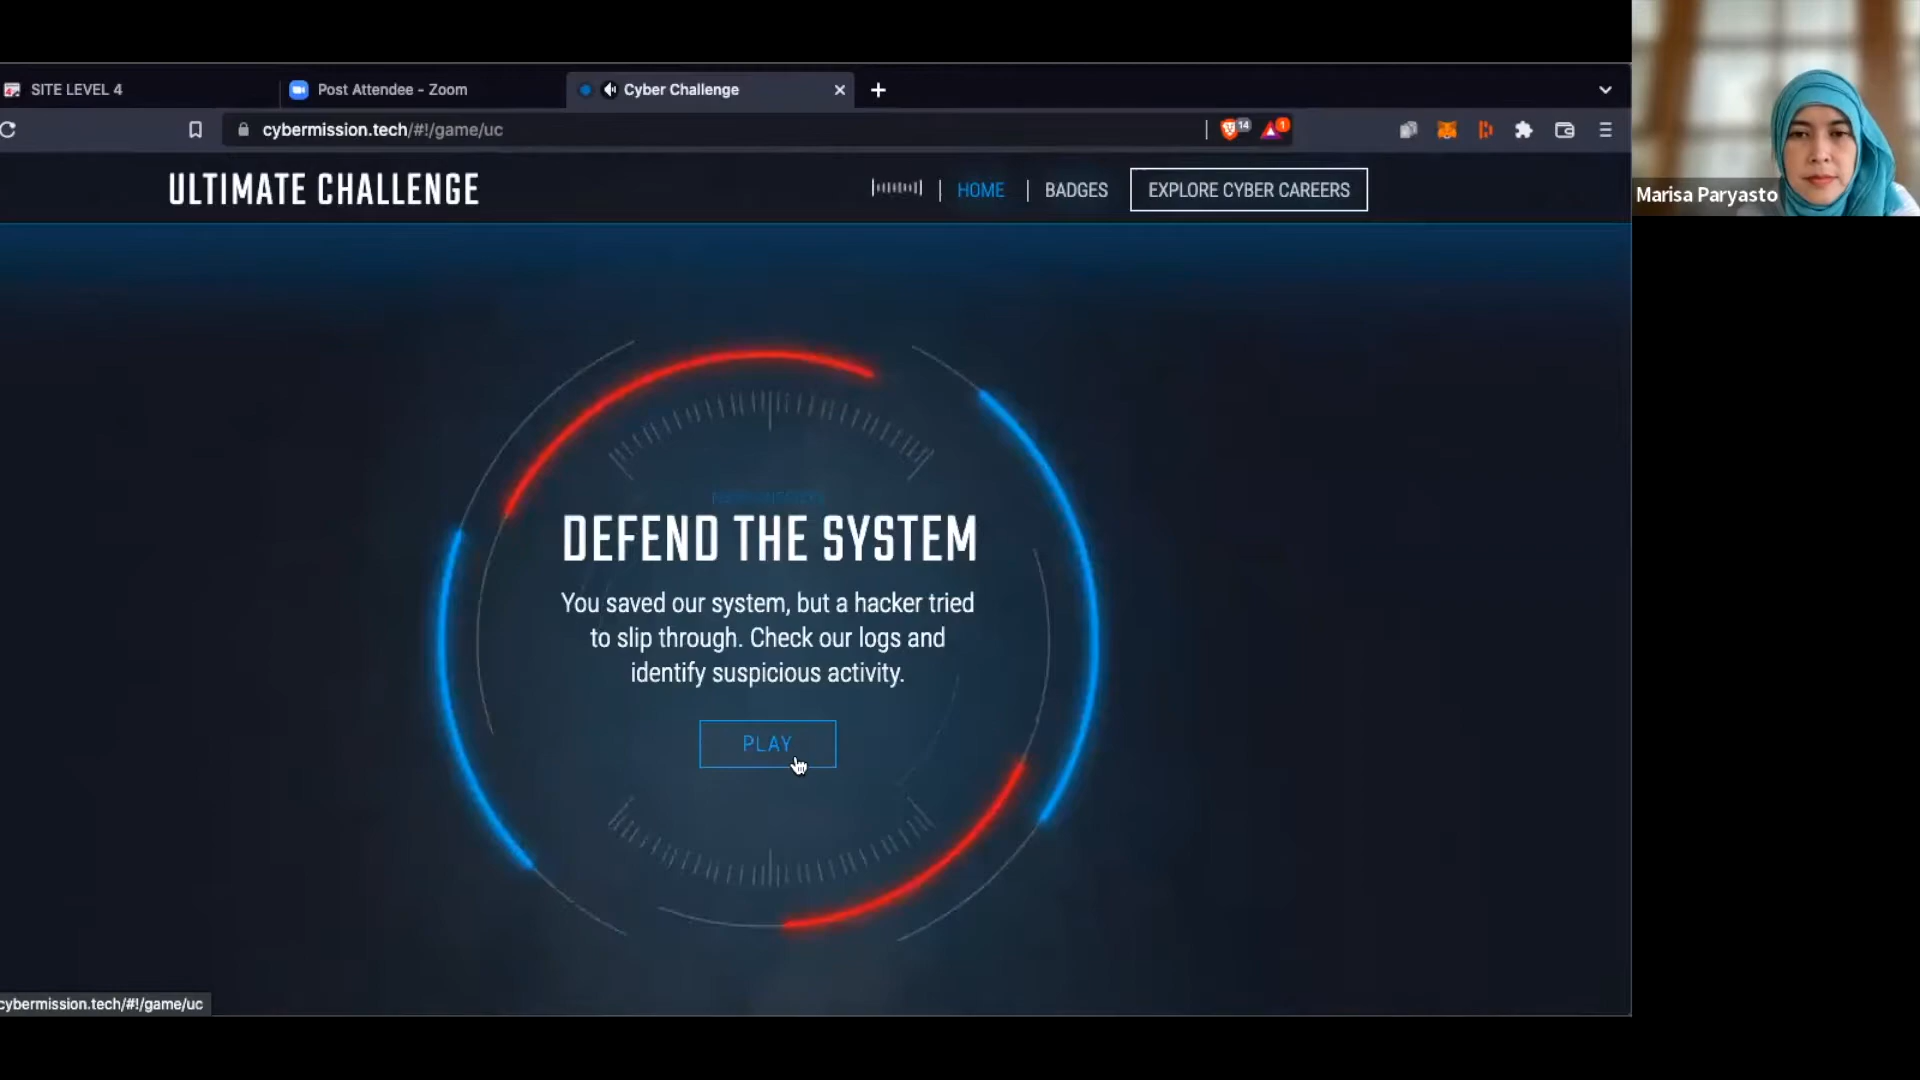 SITE LEVEL 4
Post Attendee - Zoom
Cyber Challenge
cybermission.tech/#!/game/uc
14
1
ULTIMATE CHALLENGE
HOME
BADGES
EXPLORE CYBER CAREERS
Marisa Paryasto
DEFEND THE SYSTEM
You saved our system, but a hacker tried
to slip through. Check our logs and
identify suspicious activity.
PLAY
cybermission.tech/#!/game/uc